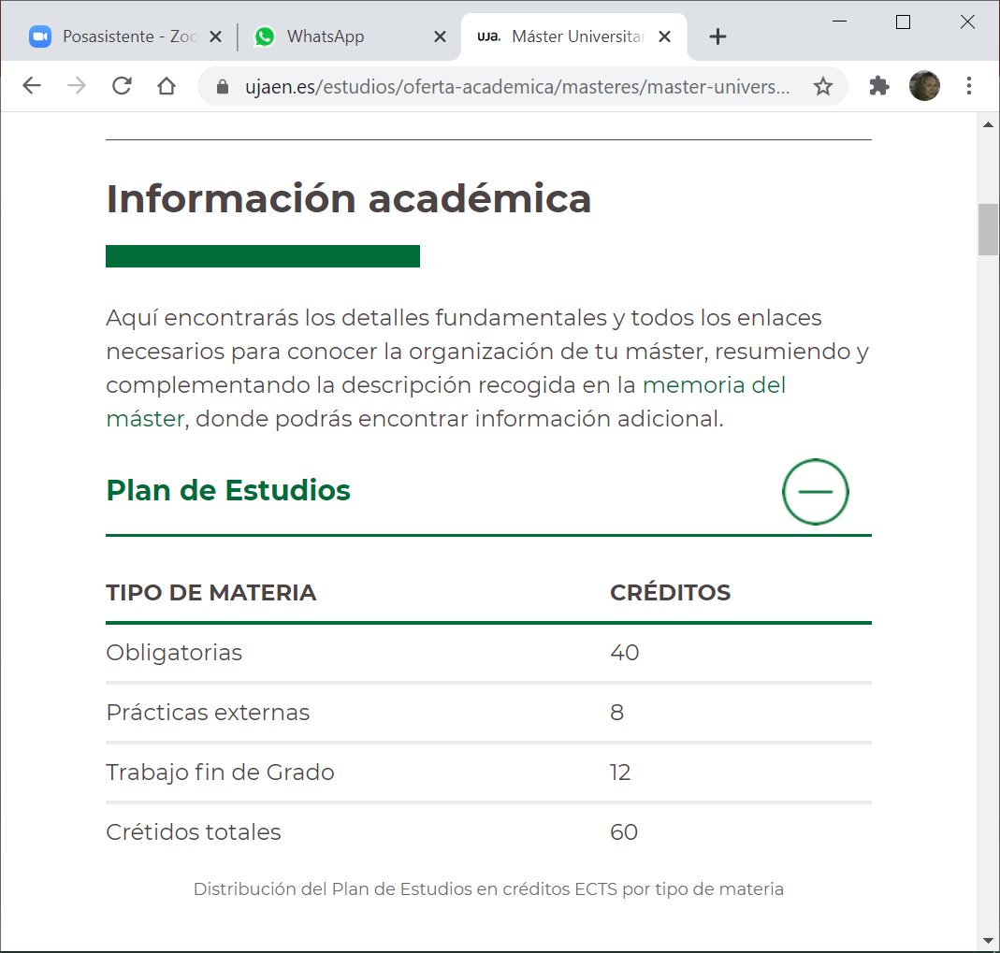 Posasistente - Zoo
WhatsApp
uja. Máster Universitar
ujaen.es/estudios/oferta-academica/masteres/master-univers...
Información académica
Aquí encontrarás los detalles fundamentales y todos los enlaces
necesarios para conocer la organización de tu máster, resumiendo y
complementando la descripción recogida en la memoria del
máster, donde podrás encontrar información adicional.
Plan de Estudios
TIPO DE MATERIA CRÉDITOS
Obligatorias 40
Prácticas externas 8
Trabajo fin de Grado 12
Crétidos totales 60
Distribución del Plan de Estudios en créditos ECTS por tipo de materia